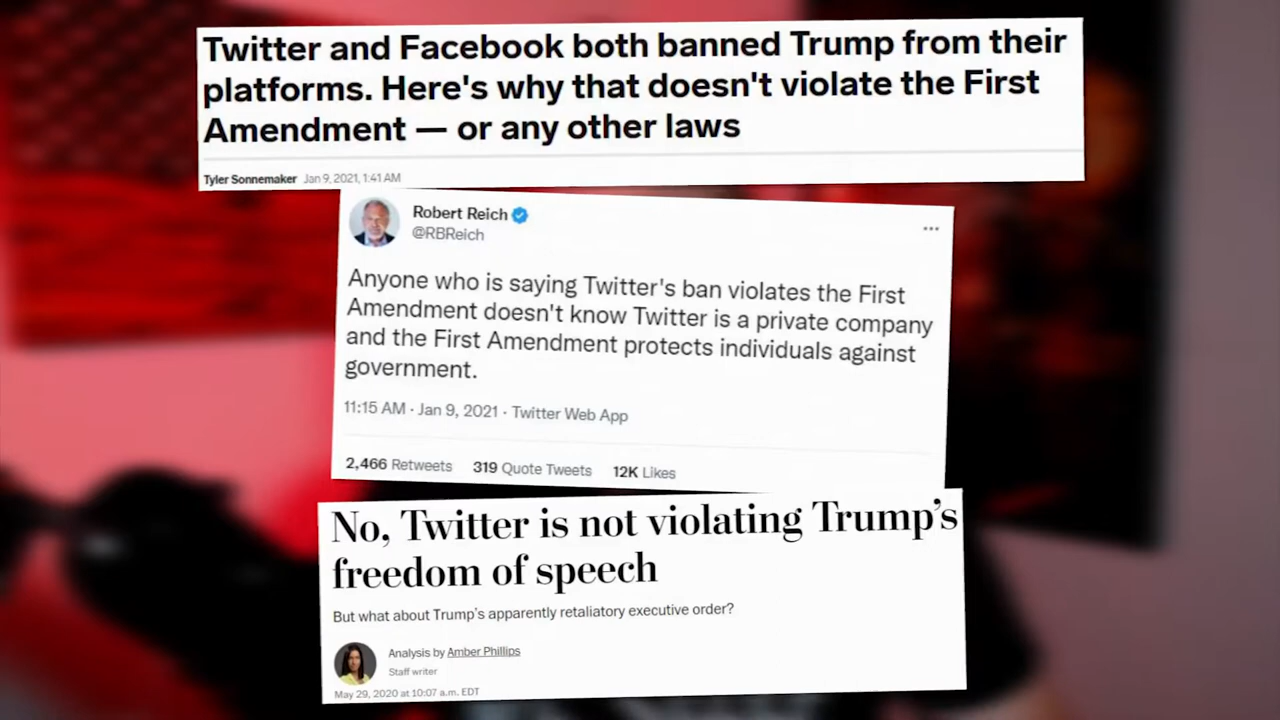 Twitter and Facebook both banned Trump from their
platforms. Here's why that doesn't violate the First
Amendment — or any other laws
Tyler Sonnemaker Jan 9, 2021, 1:41 AM
Robert Reich
@RBReich
Anyone who is saying Twitter's ban violates the First
Amendment doesn't know Twitter is a private company
and the First Amendment protects individuals against
government.
11:15 AM · Jan 9, 2021 · Twitter Web App
2,466 Retweets 319 Quote Tweets 12K Likes
No, Twitter is not violating Trump's
freedom of speech
But what about Trump's apparently retaliatory executive order?
Analysis by Amber Phillips
Staff writer
May 29, 2020 at 10:07 a.m. EDT